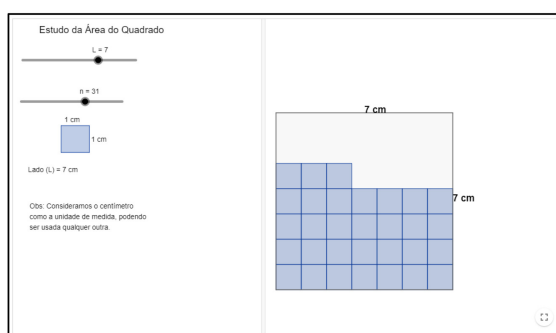 Estudo da Área do Quadrado
L = 7
n = 31
1 cm
1 cm
Lado (L) = 7 cm
Obs: Consideramos o centímetro
como a unidade de medida, podendo
ser usada qualquer outra.
7 cm
7 cm